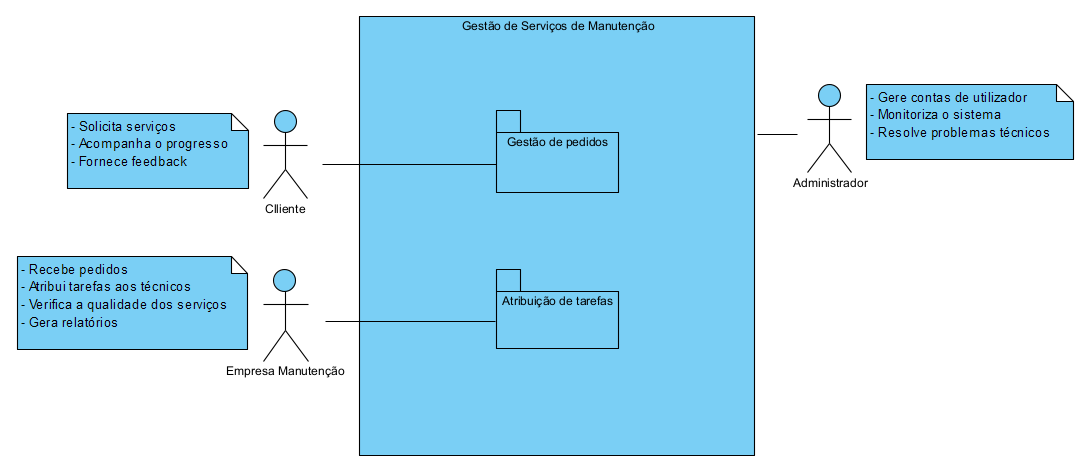 Gestão de Serviços de Manutenção
- Solicita serviços
- Acompanha o progresso
- Fornece feedback
Clliente
Gestão de pedidos
- Gere contas de utilizador
- Monitoriza o sistema
- Resolve problemas técnicos
Administrador
- Recebe pedidos
- Atribui tarefas aos técnicos
- Verifica a qualidade dos serviços
- Gera relatórios
Empresa Manutenção
Atribuição de tarefas